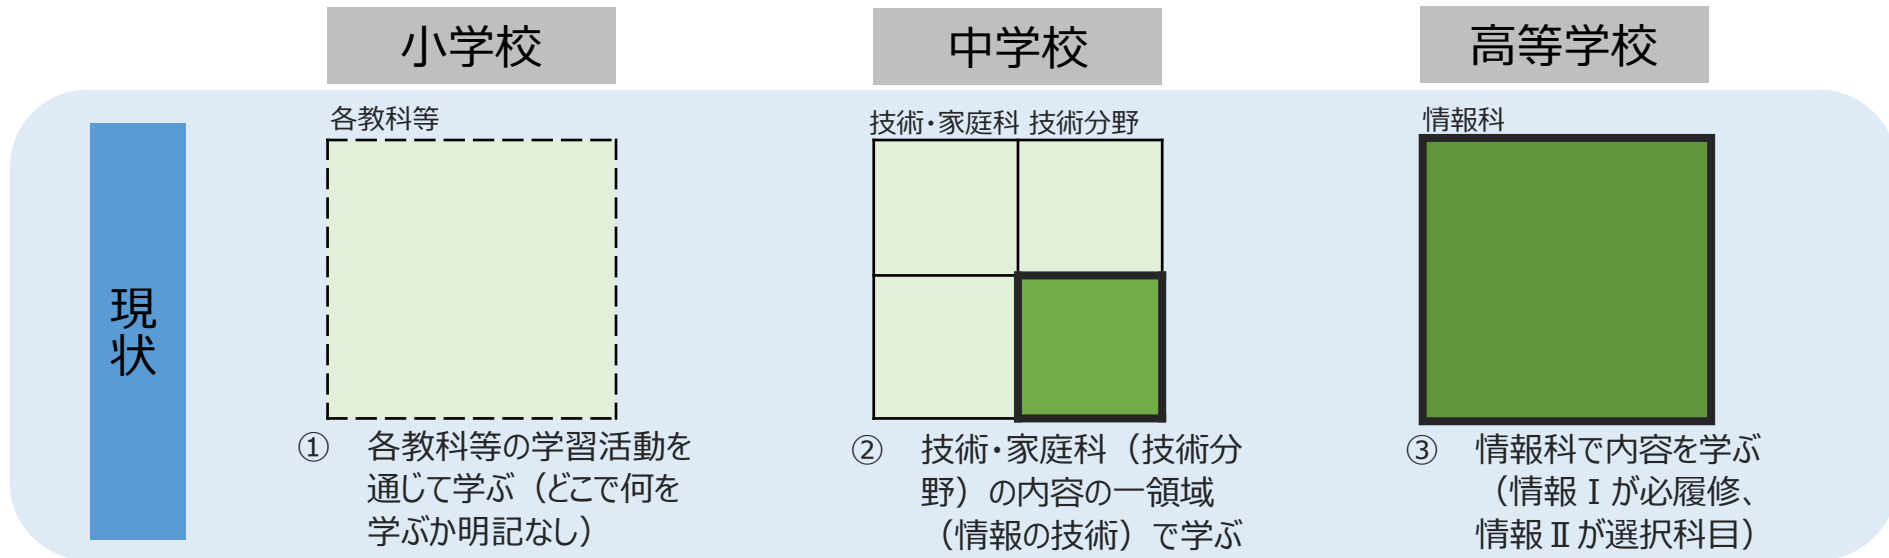 小学校
中学校
高等学校
現状
各教科等
① 各教科等の学習活動を
通じて学ぶ（どこで何を
学ぶか明記なし）
技術・家庭科 技術分野
② 技術・家庭科（技術分
野）の内容の一領域
（情報の技術）で学ぶ
情報科
③ 情報科で内容を学ぶ
（情報Ⅰが必履修、
情報Ⅱが選択科目）